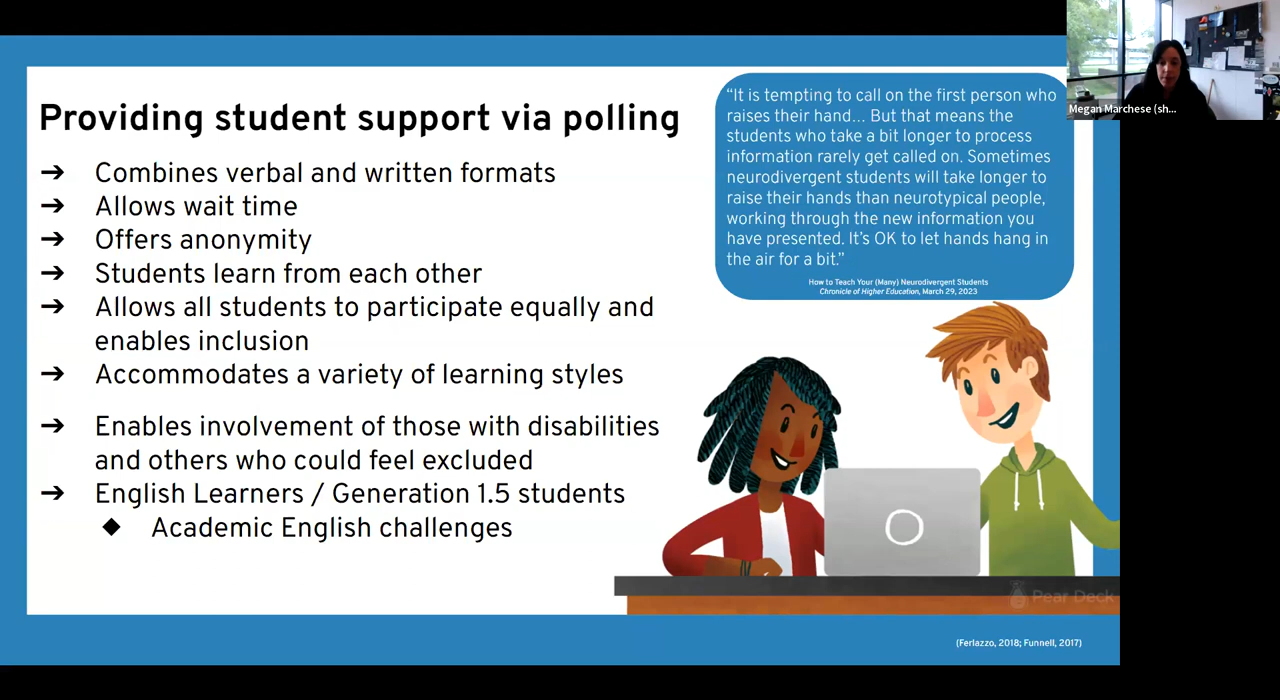 Providing student support via polling
➔ Combines verbal and written formats
➔ Allows wait time
➔ Offers anonymity
➔ Students learn from each other
➔ Allows all students to participate equally and
enables inclusion
➔ Accommodates a variety of learning styles
➔ Enables involvement of those with disabilities
and others who could feel excluded
➔ English Learners / Generation 1.5 students
◆ Academic English challenges
“It is tempting to call on the first person who
raises their hand... But that means the
students who take a bit longer to process
information rarely get called on. Sometimes
neurodivergent students will take longer to
raise their hands than neurotypical people,
working through the new information you
have presented. It’s OK to let hands hang in
the air for a bit.”
How to Teach Your (Many) Neurodivergent Students
Chronicle of Higher Education, March 29, 2023
Megan Marchese (sh...
Pear Deck
(Ferlazzo, 2018; Funnell, 2017)